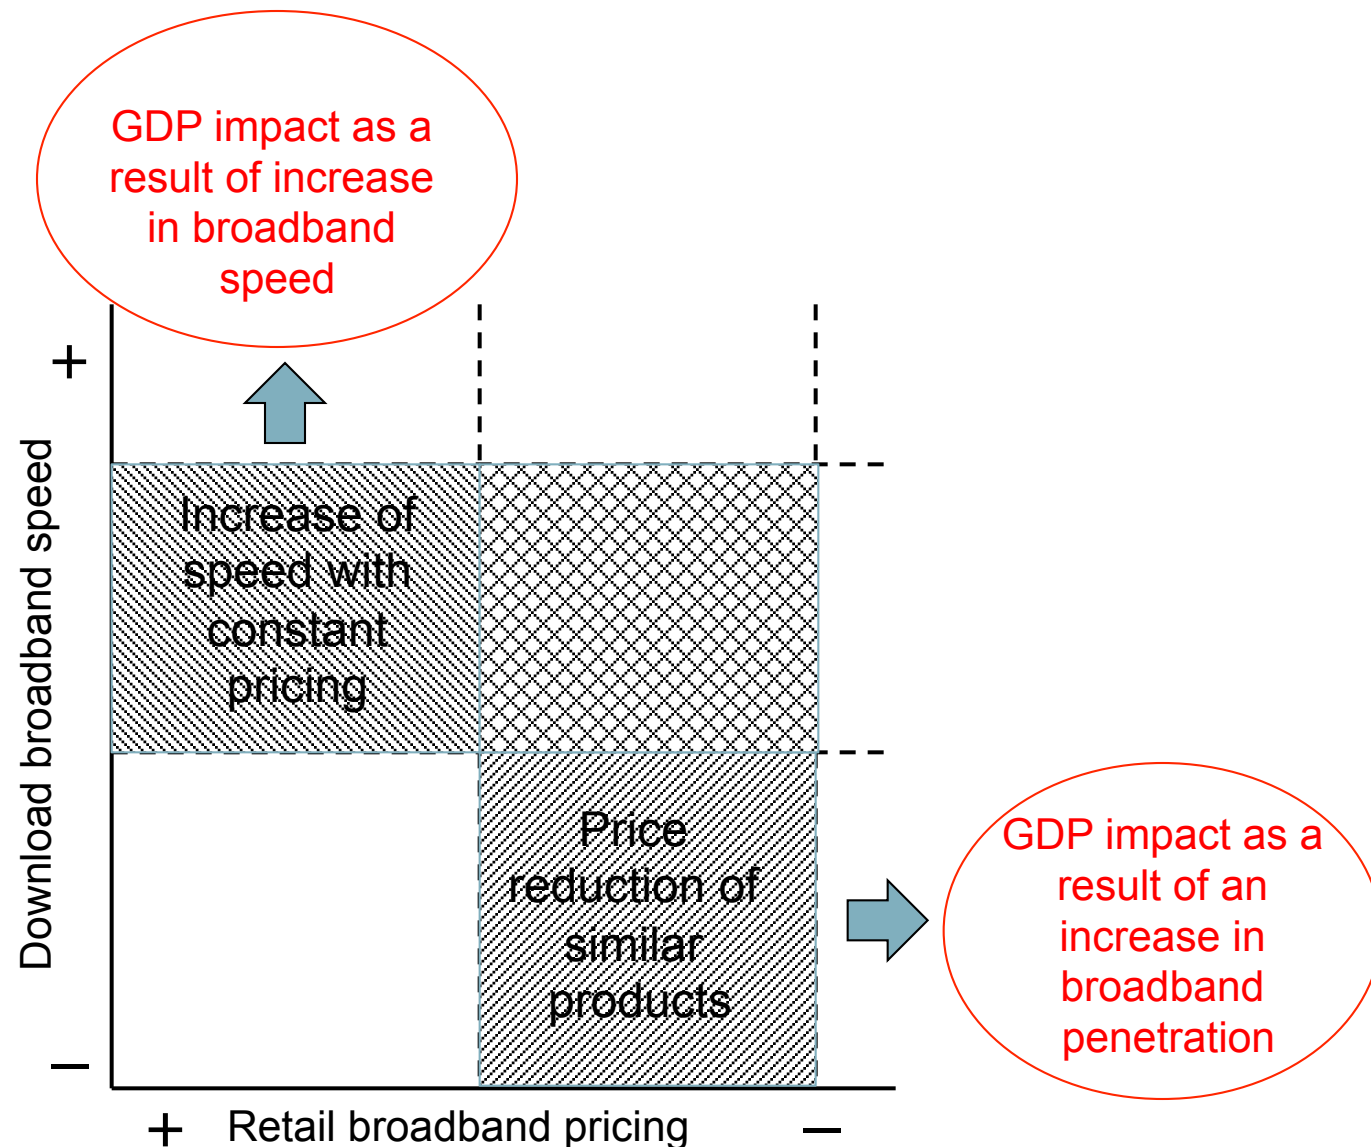 GDP impact as a
result of increase
in broadband
speed
+
Download broadband speed
–
Increase of
speed with
constant
pricing
Price
reduction of
similar
products
GDP impact as a
result of an
increase in
broadband
penetration
+ Retail broadband pricing –